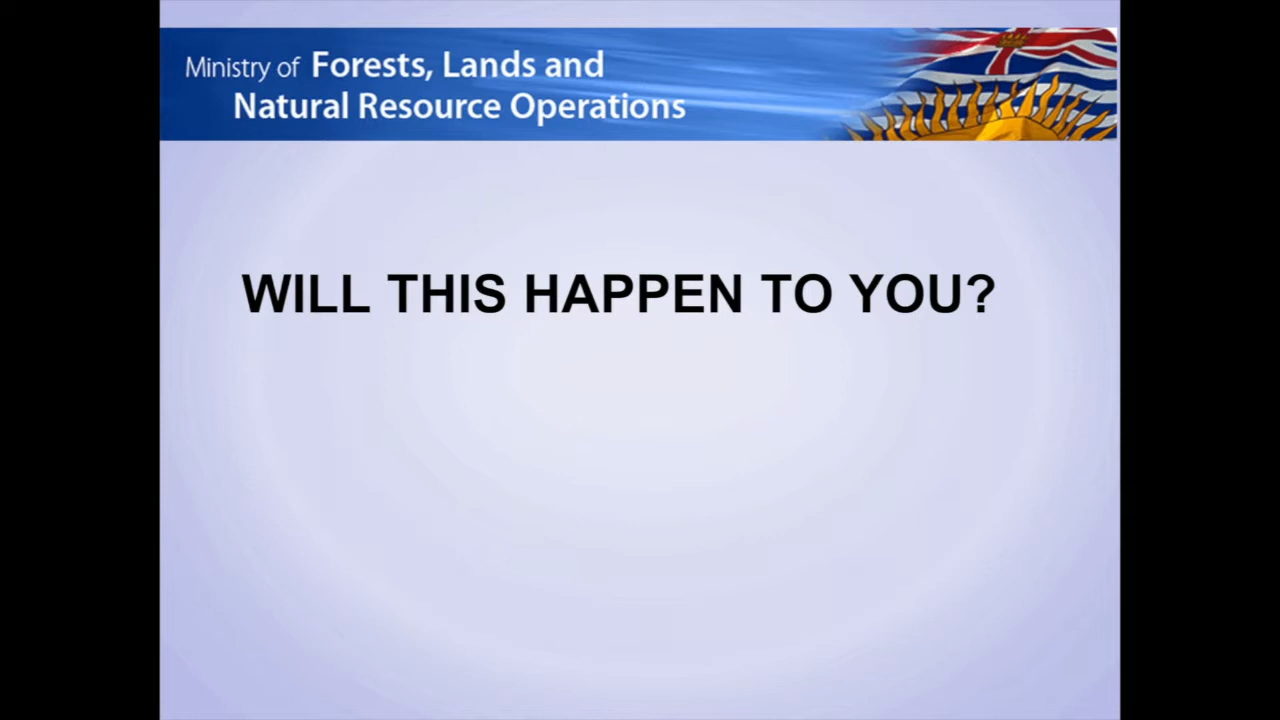 Ministry of Forests, Lands and
Natural Resource Operations
WILL THIS HAPPEN TO YOU?